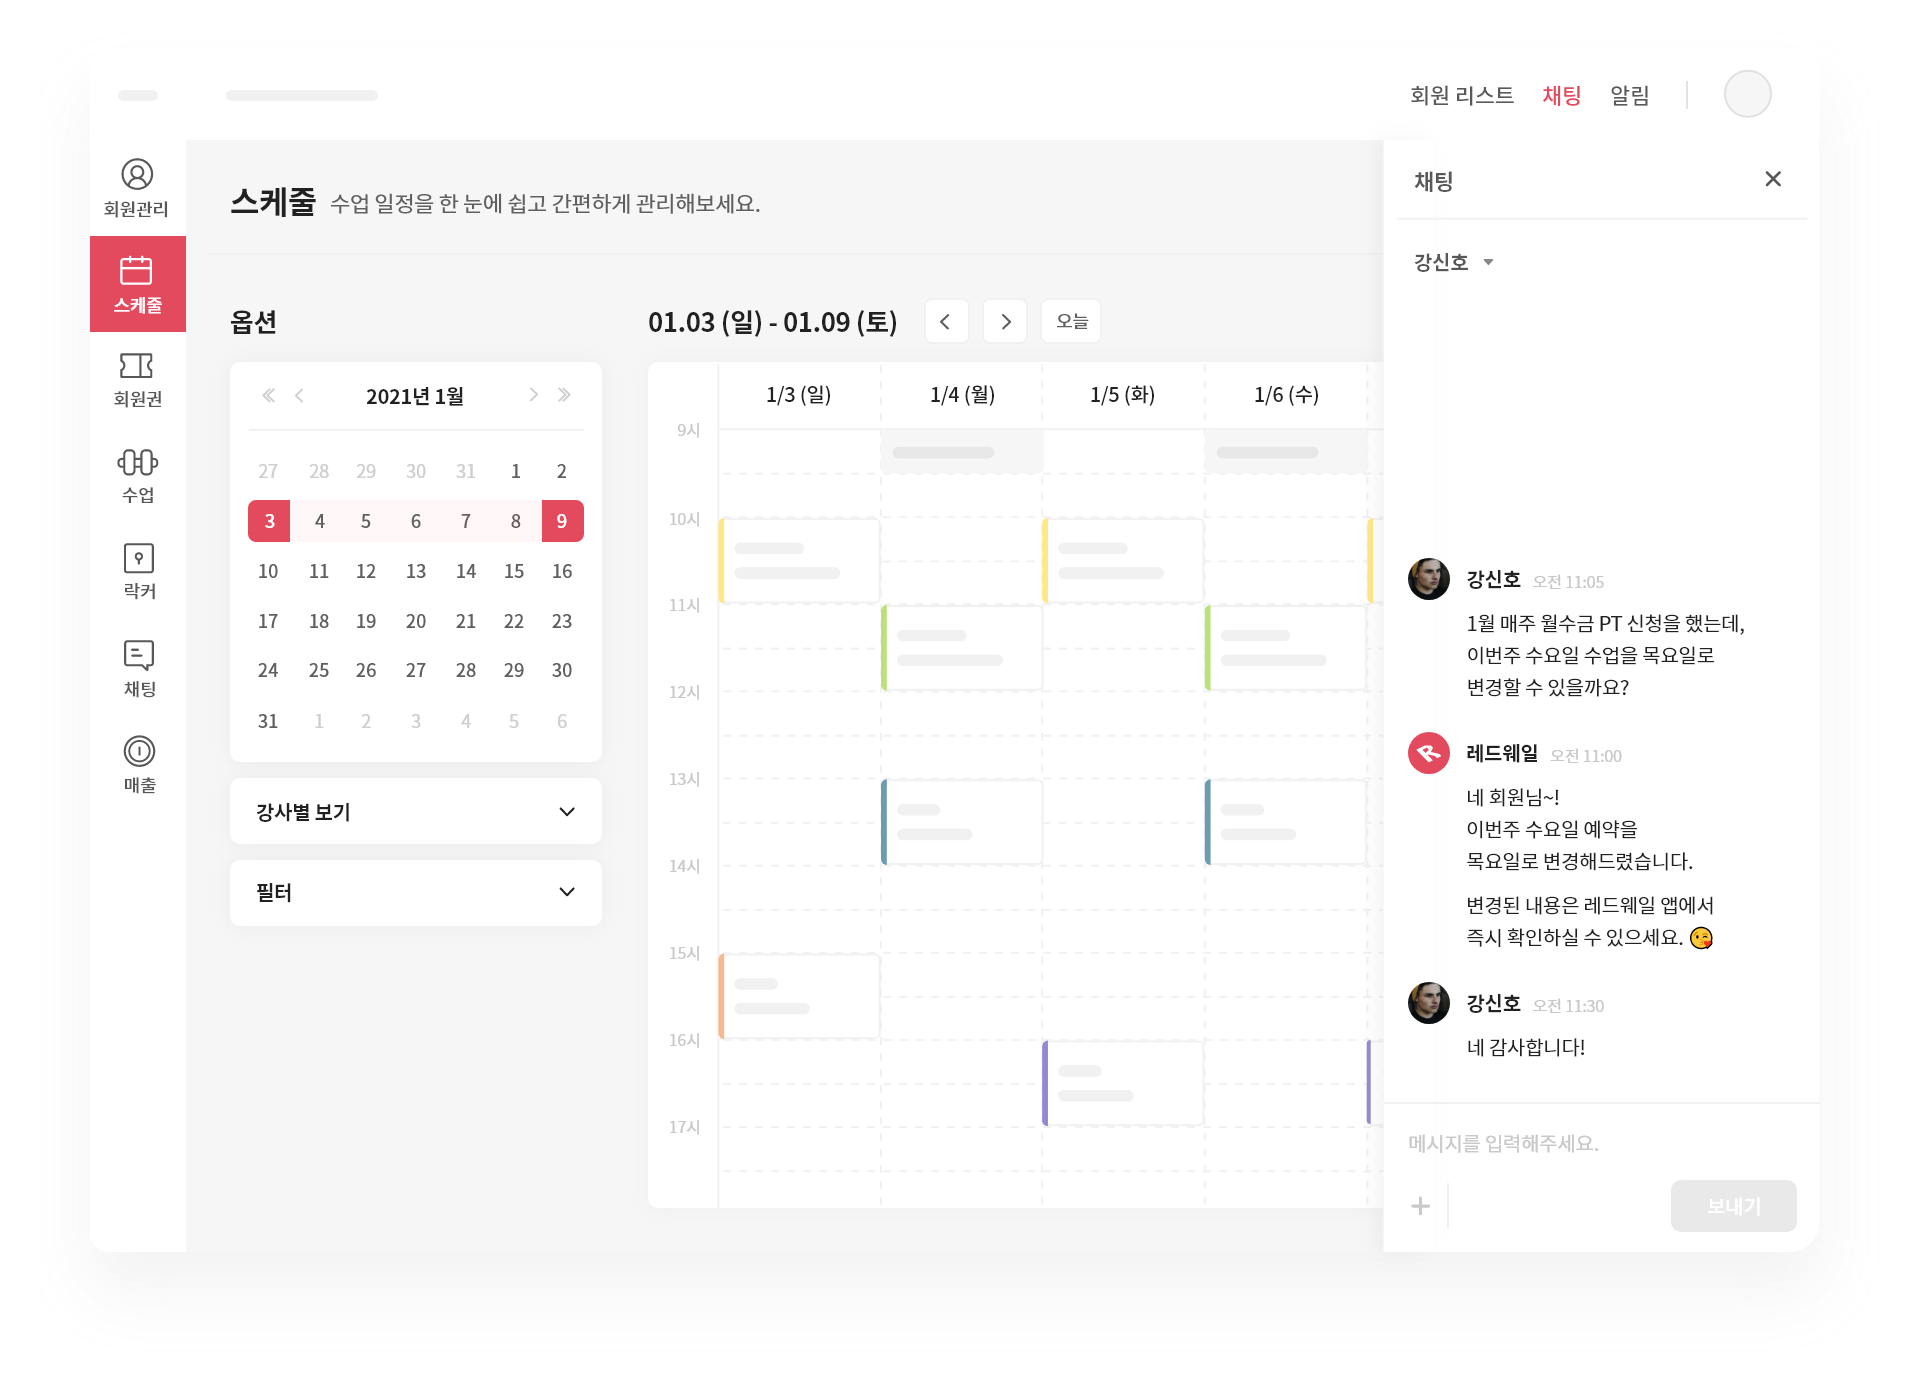 회원 리스트 채팅 알림
회원관리
스케줄
회원권
수업
락커
채팅
매출
스케줄 수업 일정을 한 눈에 쉽고 간편하게 관리해보세요.
옵션
2021년 1월
27 28 29 30 31 1 2
3 4 5 6 7 8 9
10 11 12 13 14 15 16
17 18 19 20 21 22 23
24 25 26 27 28 29 30
31 1 2 3 4 5 6
강사별 보기
필터
01.03 (일) - 01.09 (토) 오늘
1/3 (일) 1/4 (월) 1/5 (화) 1/6 (수)
9시
10시
11시
12시
13시
14시
15시
16시
17시
채팅
강신호
강신호 오전 11:05
1월 매주 월수금 PT 신청을 했는데,
이번주 수요일 수업을 목요일로
변경할 수 있을까요?
레드웨일 오전 11:00
네 회원님~!
이번주 수요일 예약을
목요일로 변경해드렸습니다.
변경된 내용은 레드웨일 앱에서
즉시 확인하실 수 있으세요. 😘
강신호 오전 11:30
네 감사합니다!
메시지를 입력해주세요.
보내기